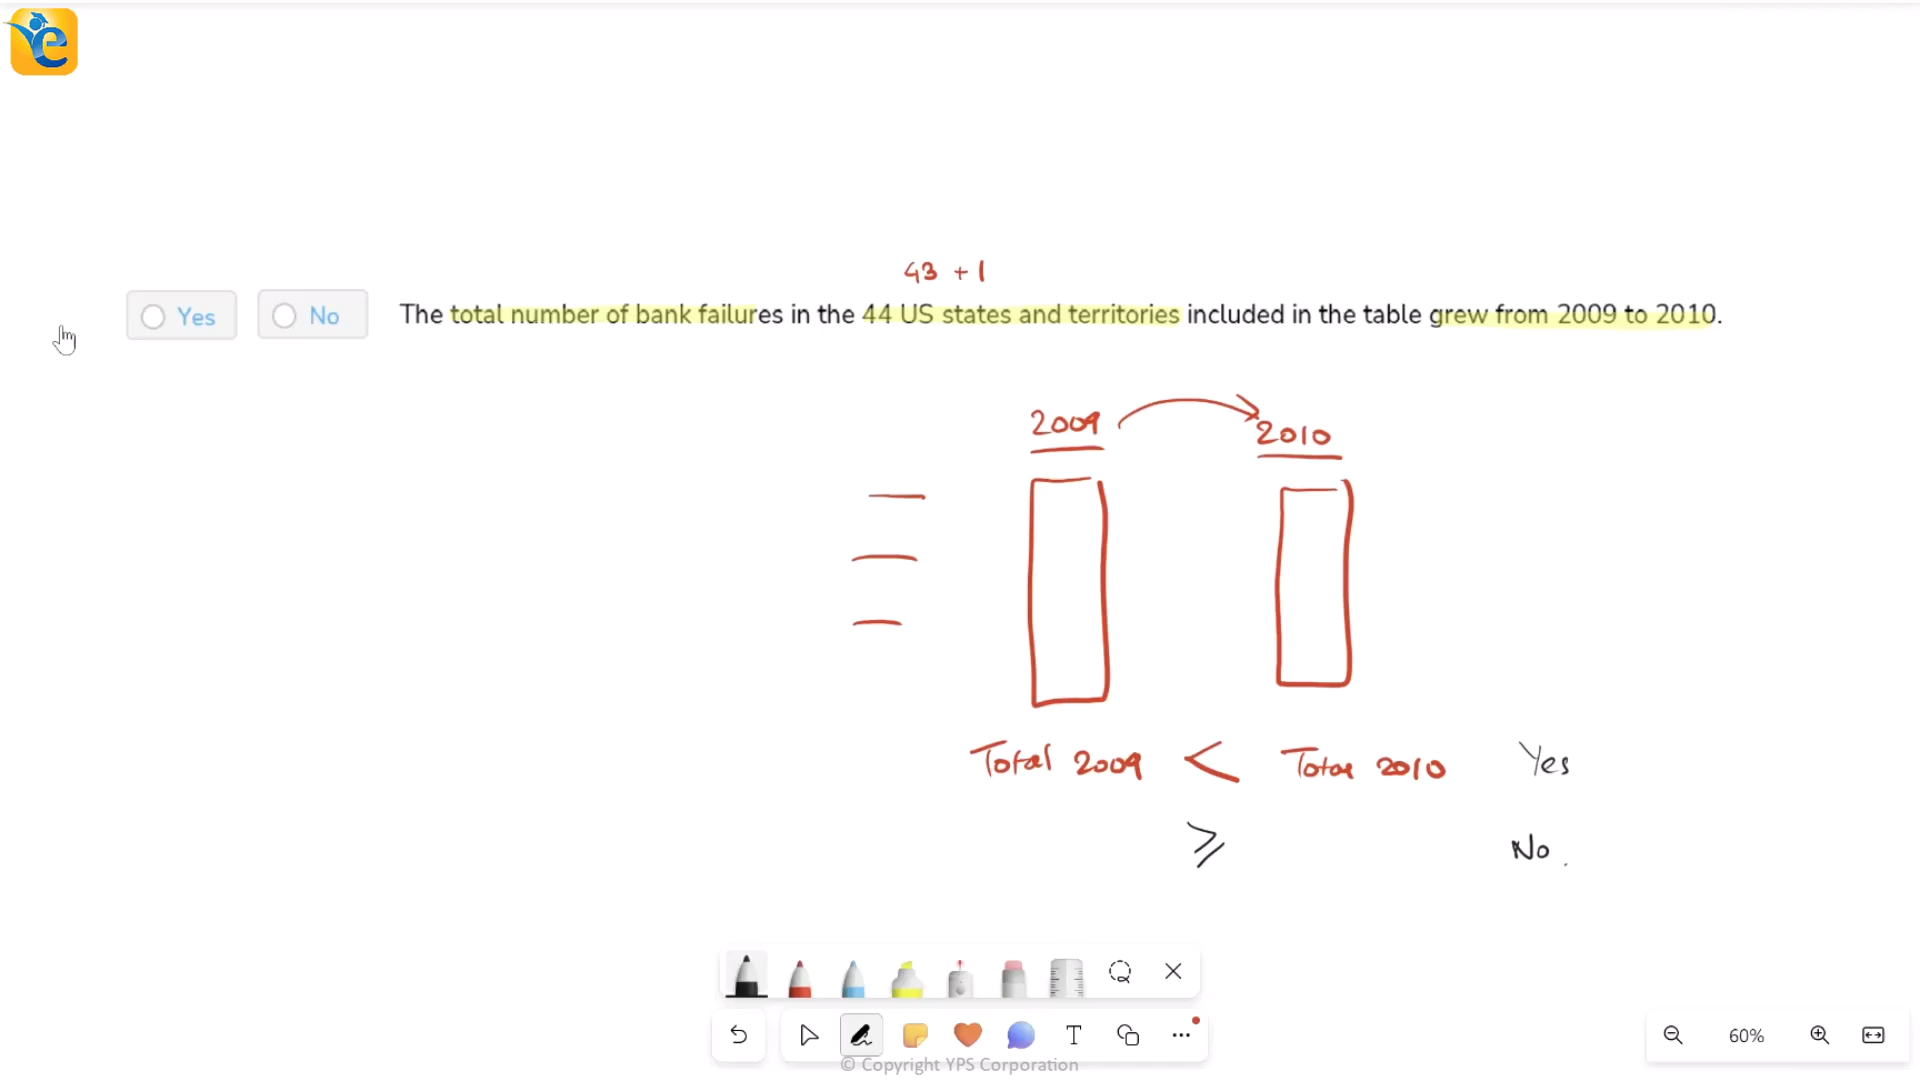 e
43 + 1
Yes No The total number of bank failures in the 44 US states and territories included in the table grew from 2009 to 2010.
2009 2010
Total 2009 < Total 2010 Yes
⩾ No.
T
60%
© Copyright YPS Corporation